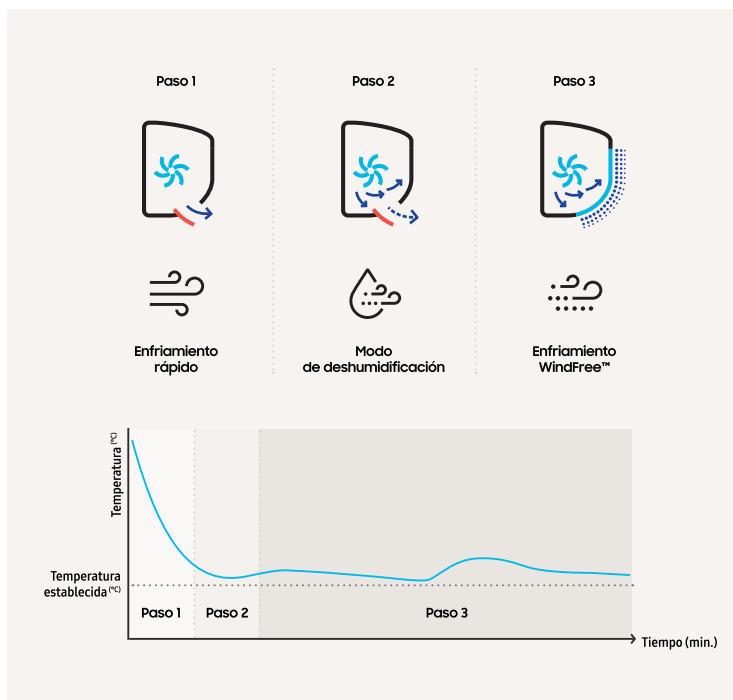 Paso 1
Paso 2
Paso 3
Enfriamiento
rápido
Modo
de deshumidificación
Enfriamiento
WindFree™
Temperatura (°C)
Temperatura
establecida (°C)
Paso 1
Paso 2
Paso 3
Tiempo (min.)